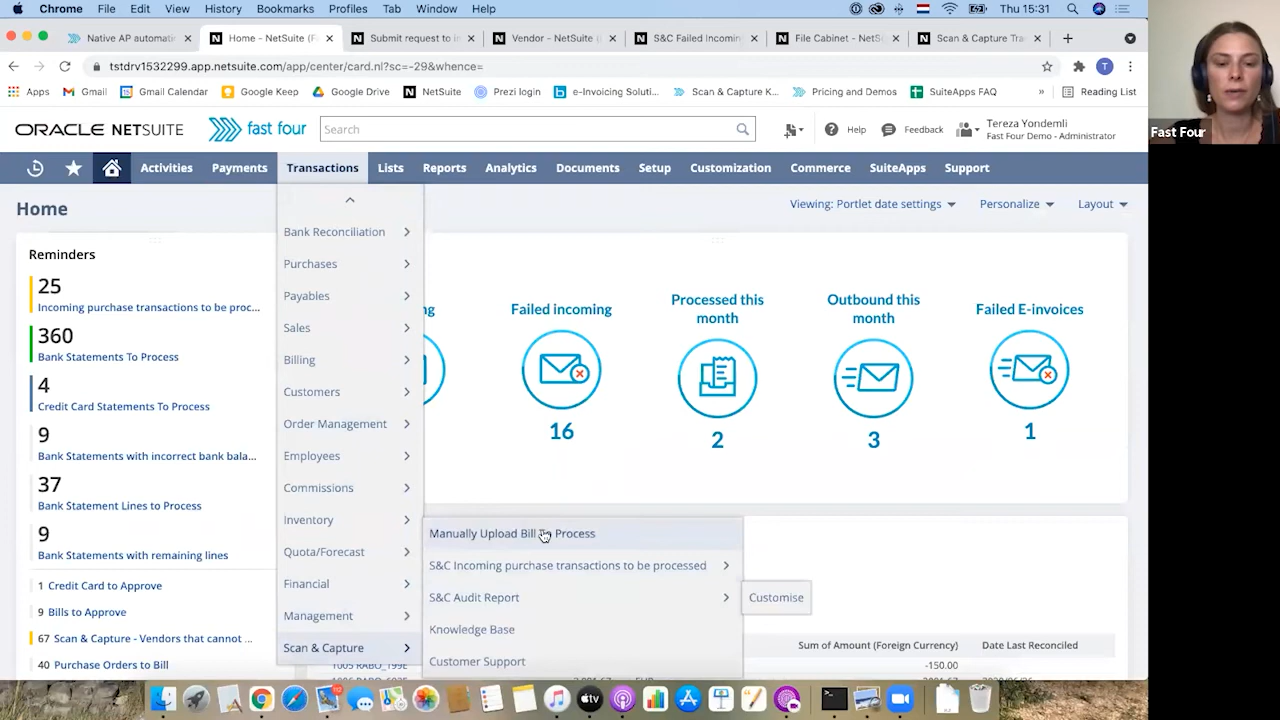 Chrome File Edit View History Bookmarks Profiles Tab Window Help Thu 15:31
Native AP automati × Home - NetSuite (F × Submit request to in × Vendor - NetSuite ( × S&C Failed Incomin × File Cabinet - NetS × Scan & Capture Tra × +
tstdrv1532299.app.netsuite.com/app/center/card.nl?sc=-29&whence= T
Apps Gmail Google Calendar Google Keep Google Drive NetSuite Prezi login e-Invoicing Soluti... Scan & Capture K... Pricing and Demos SuiteApps FAQ » Reading List
ORACLE NETSUITE fast four Search Help Feedback Tereza Yondemli
Fast Four Demo - Administrator
Fast Four
Activities Payments Transactions Lists Reports Analytics Documents Setup Customization Commerce SuiteApps Support
Home
Viewing: Portlet date settings Personalize Layout
Reminders
25
Incoming purchase transactions to be proc...
360
Bank Statements To Process
4
Credit Card Statements To Process
9
Bank Statements with incorrect bank bala...
37
Bank Statement Lines to Process
9
Bank Statements with remaining lines
1 Credit Card to Approve
9 Bills to Approve
67 Scan & Capture - Vendors that cannot ...
40 Purchase Orders to Bill
Bank Reconciliation
Purchases
Payables
Sales
Billing
Customers
Order Management
Employees
Commissions
Inventory
Quota/Forecast
Financial
Management
Scan & Capture
Manually Upload Bill To Process
S&C Incoming purchase transactions to be processed
S&C Audit Report
Knowledge Base
Customer Support
Customise
ng
Failed incoming
16
Processed this
month
2
Outbound this
month
3
Failed E-invoices
1
Sum of Amount (Foreign Currency) Date Last Reconciled
1005 RABO_199E -150.00